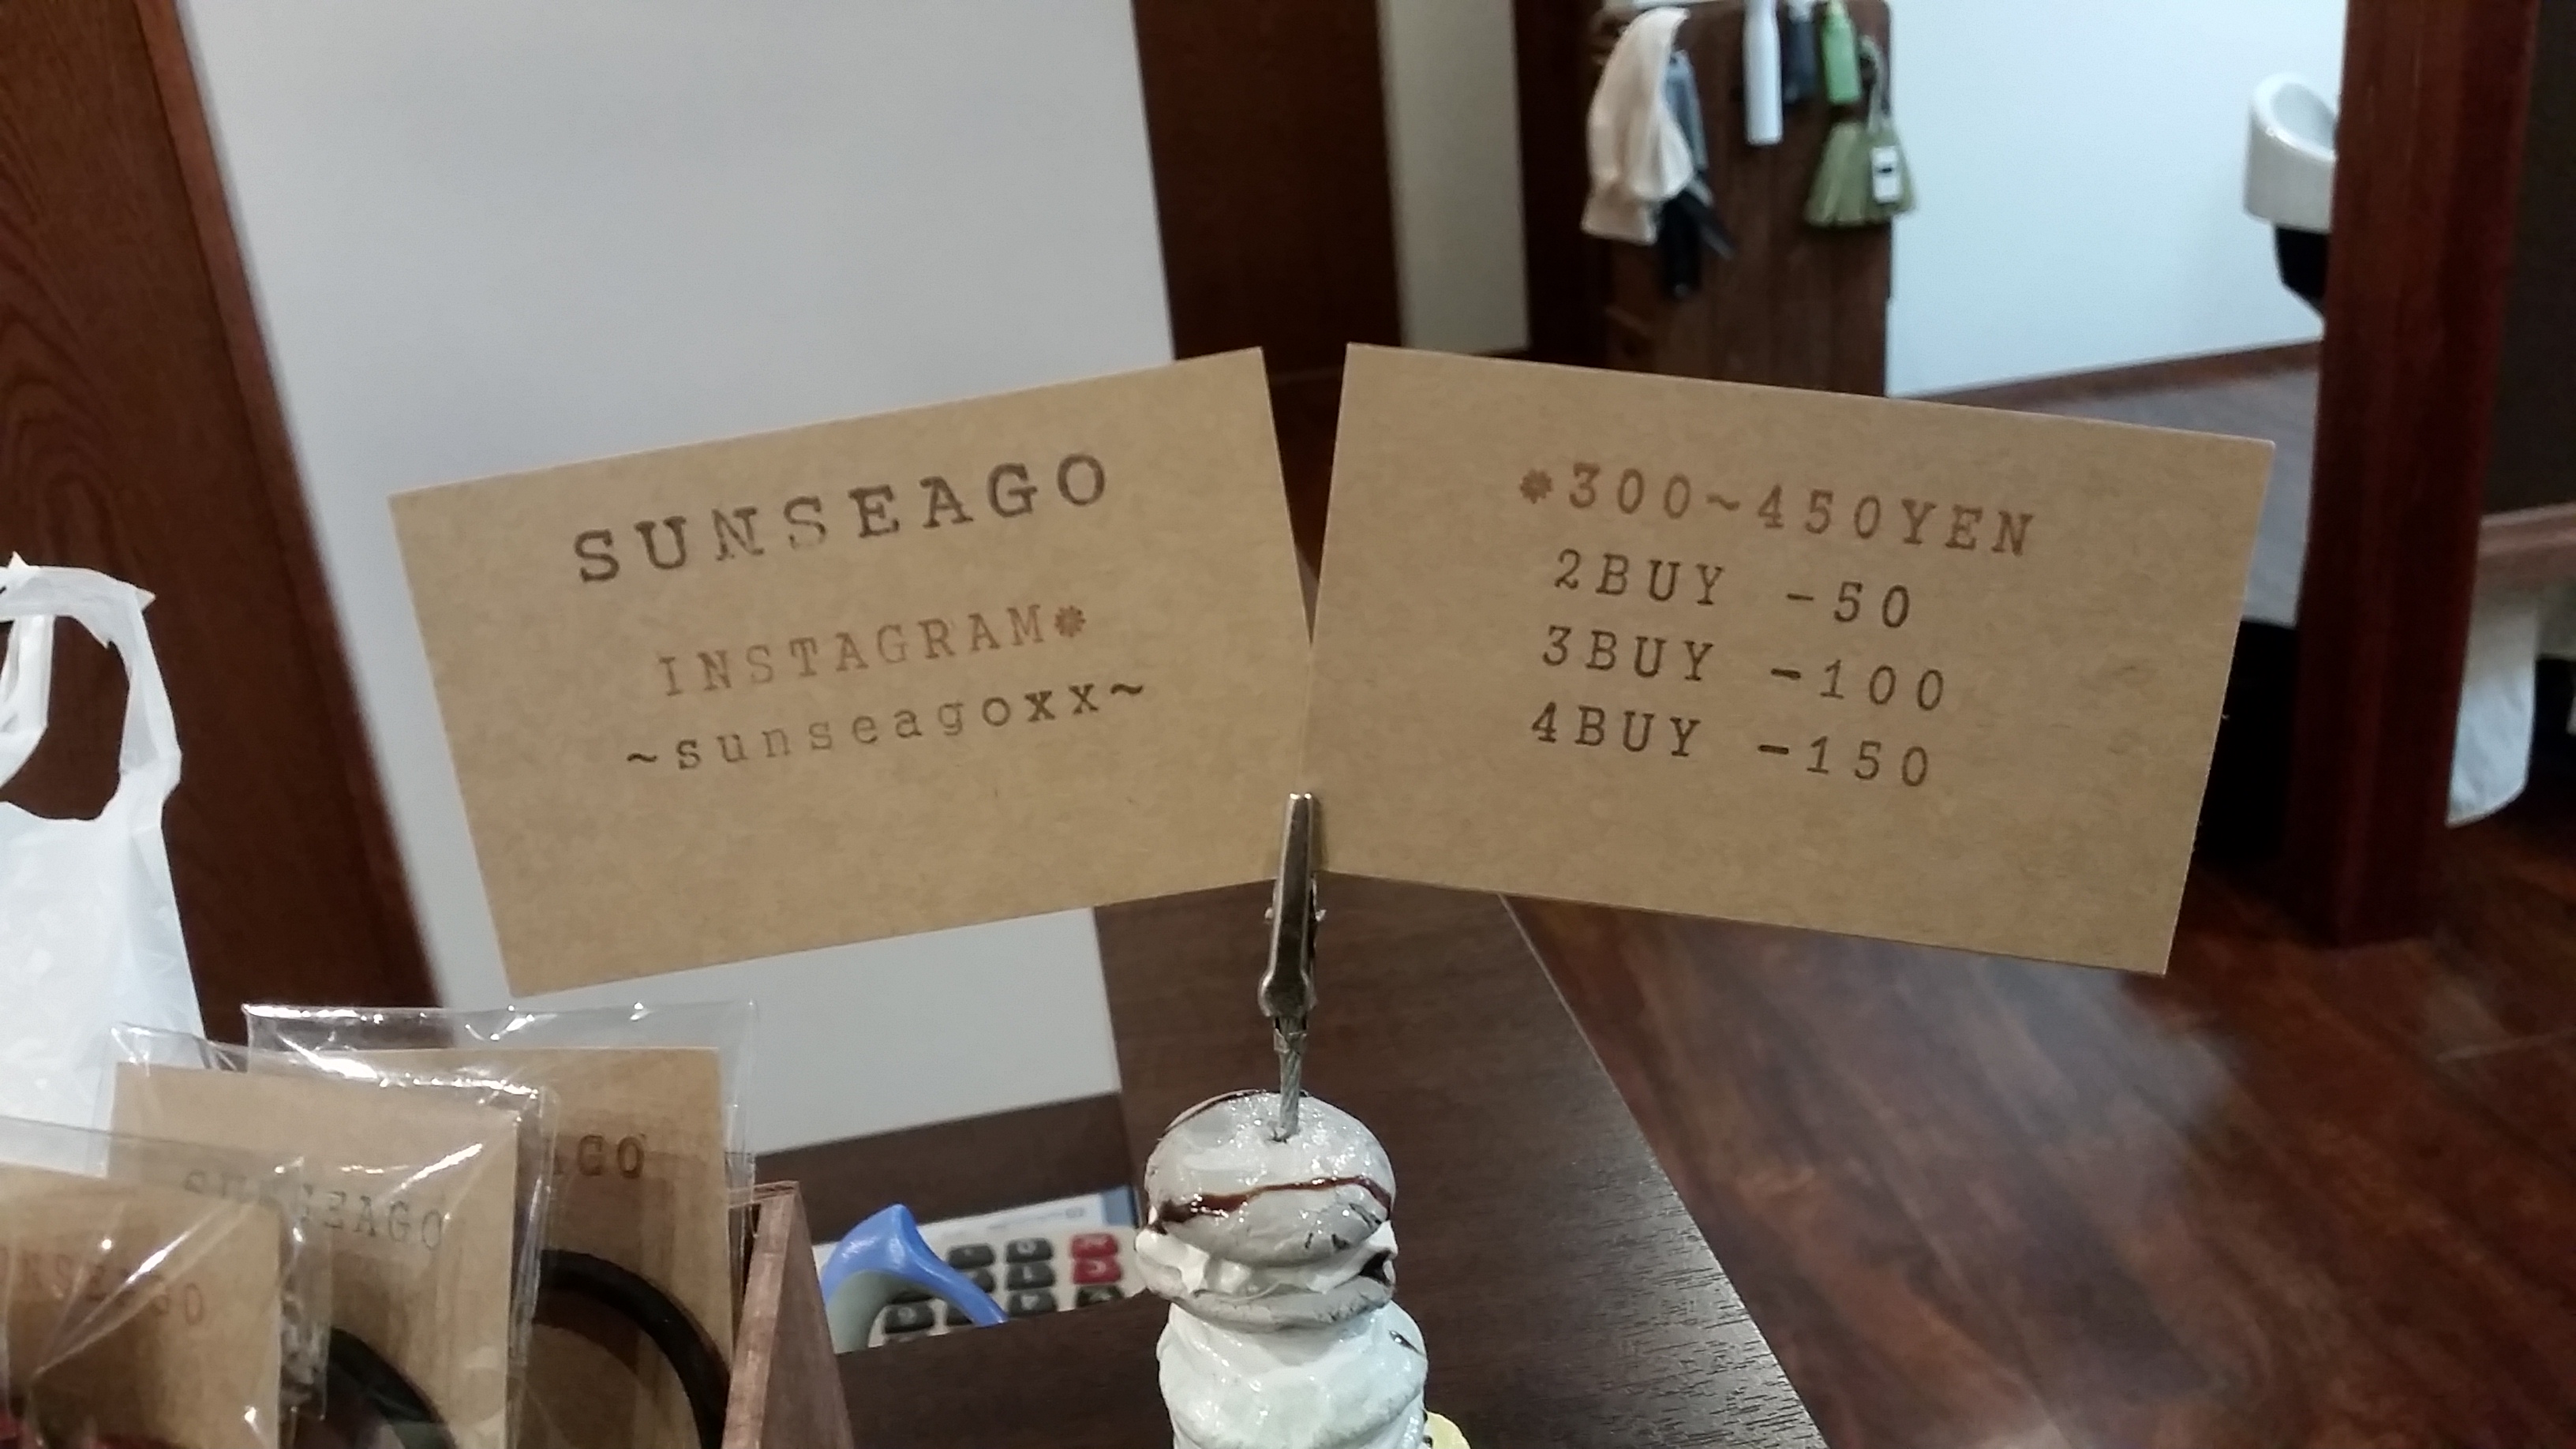 SUNSEAGO
INSTAGRAM✽
~sunseagoxx~
✽300~450YEN
2BUY -50
3BUY -100
4BUY -150
SUNSEAGO